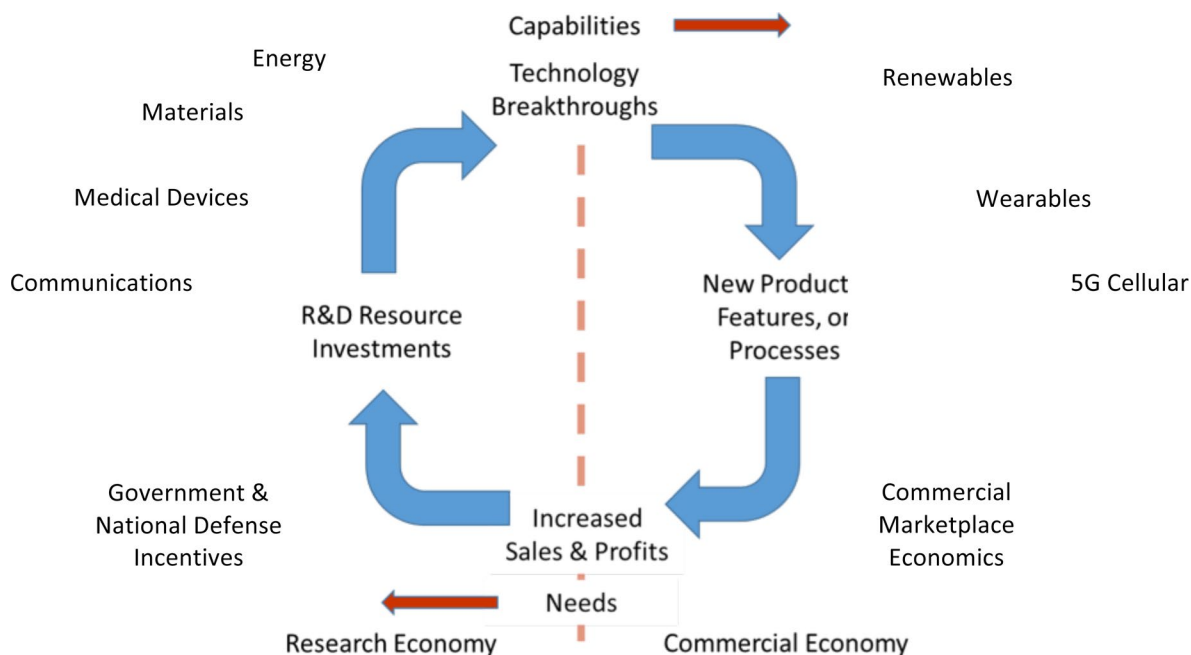 Capabilities
Energy
Technology
Breakthroughs
Renewables
Materials
Medical Devices
Wearables
Communications
New Product
Features, or
Processes
5G Cellular
R&D Resource
Investments
Government &
National Defense
Incentives
Increased
Sales & Profits
Commercial
Marketplace
Economics
Needs
Research Economy
Commercial Economy